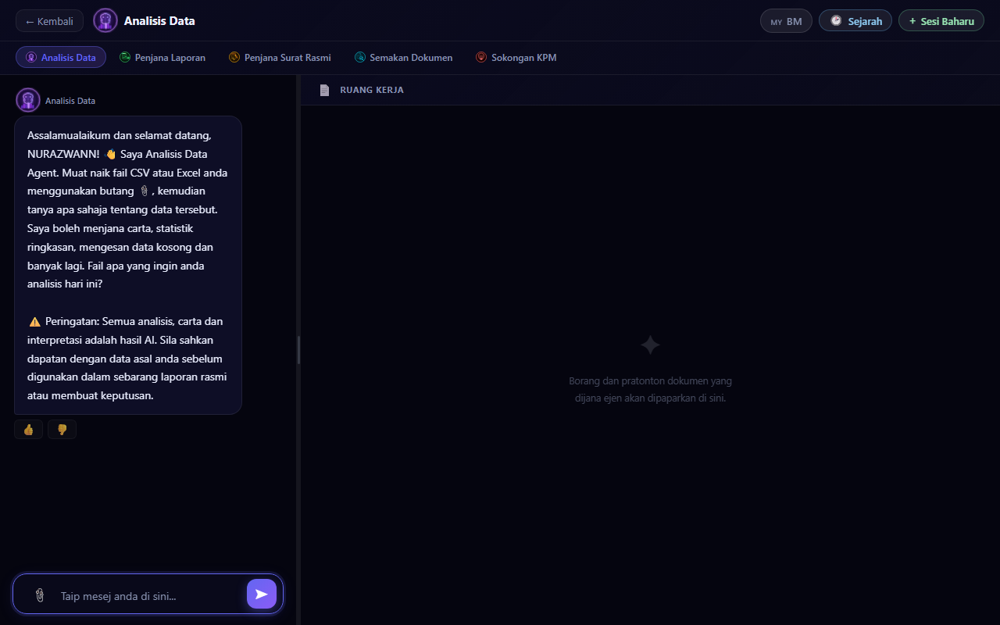 ← Kembali
Analisis Data
MY BM
Sejarah
+ Sesi Baharu
Analisis Data
Penjana Laporan
Penjana Surat Rasmi
Semakan Dokumen
Sokongan KPM
Analisis Data
Assalamualaikum dan selamat datang,
NURAZWANN! 👋 Saya Analisis Data
Agent. Muat naik fail CSV atau Excel anda
menggunakan butang 📎, kemudian
tanya apa sahaja tentang data tersebut.
Saya boleh menjana carta, statistik
ringkasan, mengesan data kosong dan
banyak lagi. Fail apa yang ingin anda
analisis hari ini?
⚠️ Peringatan: Semua analisis, carta dan
interpretasi adalah hasil AI. Sila sahkan
dapatan dengan data asal anda sebelum
digunakan dalam sebarang laporan rasmi
atau membuat keputusan.
Taip mesej anda di sini...
RUANG KERJA
Borang dan pratonton dokumen yang
dijana ejen akan dipaparkan di sini.